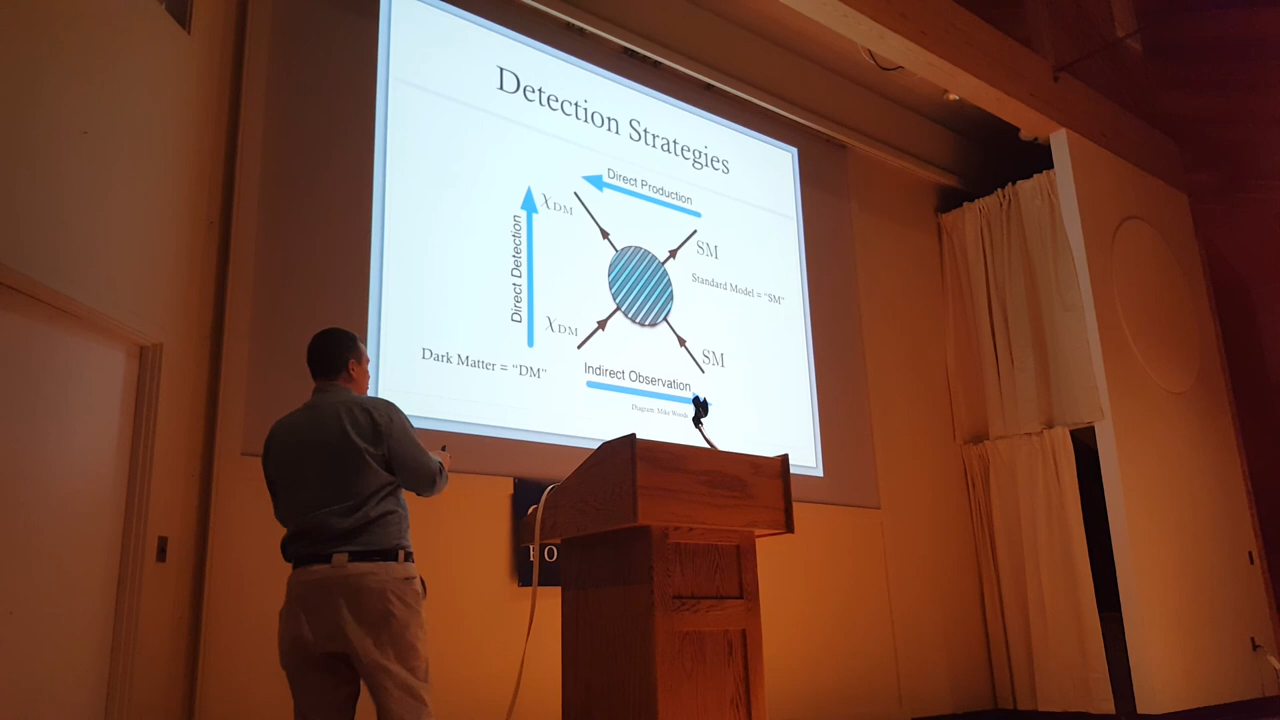 Detection Strategies
Direct Production
χDM
SM
Direct Detection
Standard Model = “SM”
χDM
SM
Dark Matter = “DM”
Indirect Observation
Diagram: Mike Woods